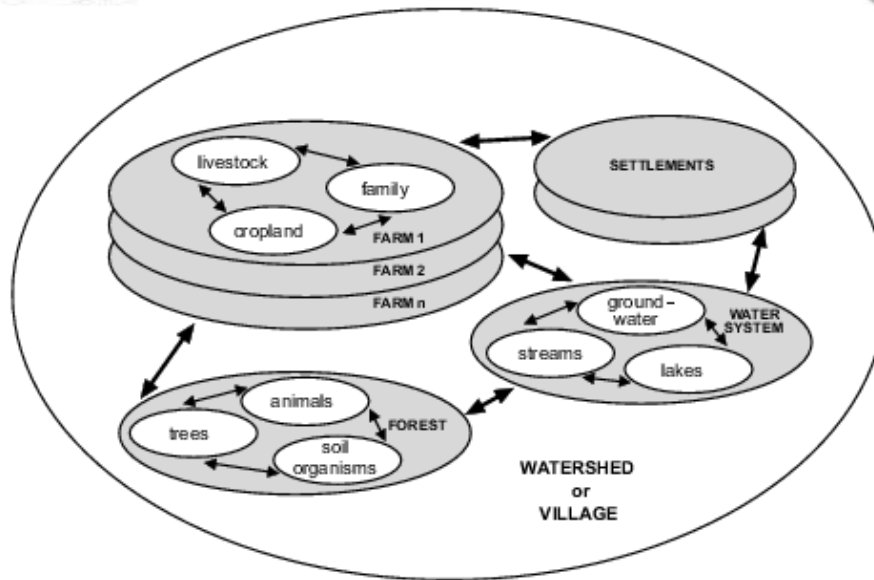 livestock
family
cropland
FARM 1
FARM 2
FARM n
SETTLEMENTS
ground–
water
WATER
SYSTEM
streams
lakes
animals
FOREST
trees
soil
organisms
WATERSHED
or
VILLAGE